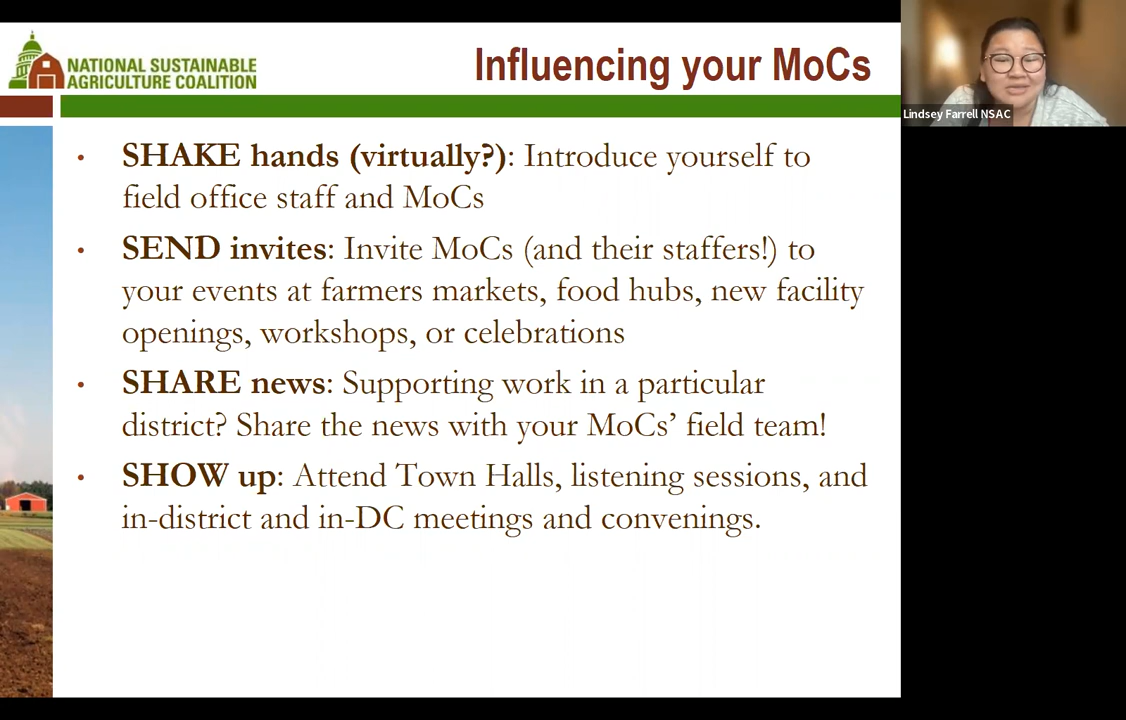 NATIONAL SUSTAINABLE
AGRICULTURE COALITION
Influencing your MoCs
Lindsey Farrell NSAC
• SHAKE hands (virtually?): Introduce yourself to
field office staff and MoCs
• SEND invites: Invite MoCs (and their staffers!) to
your events at farmers markets, food hubs, new facility
openings, workshops, or celebrations
• SHARE news: Supporting work in a particular
district? Share the news with your MoCs’ field team!
• SHOW up: Attend Town Halls, listening sessions, and
in-district and in-DC meetings and convenings.